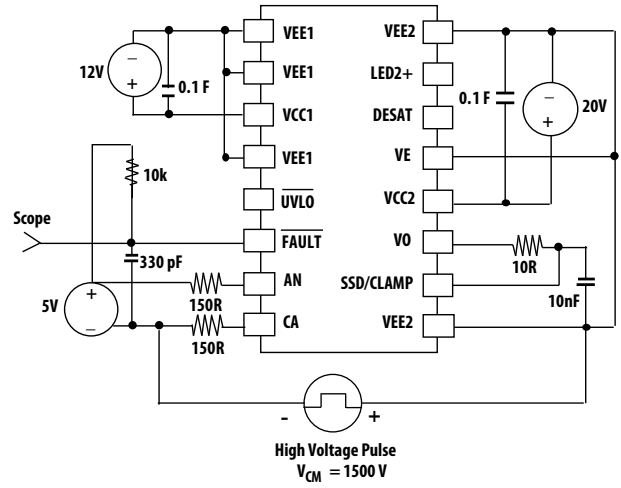 VEE1
VEE2
12V
−
+
0.1 F
VEE1
LED2+
0.1 F
−
+
20V
VCC1
DESAT
VEE1
VE
10k
UVLO
VCC2
Scope
FAULT
VO
10R
330 pF
5V
+
−
AN
150R
SSD/CLAMP
10nF
CA
150R
VEE2
- +
High Voltage Pulse
VCM = 1500 V